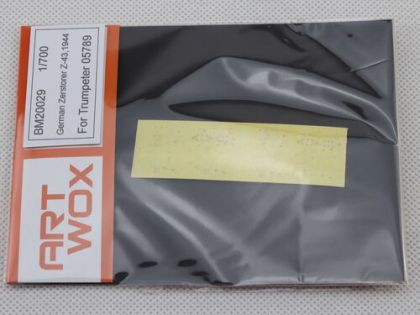 BM20029 1/700
German Zerstorer Z-43,1944
For Trumpeter 05789
ART
WOX